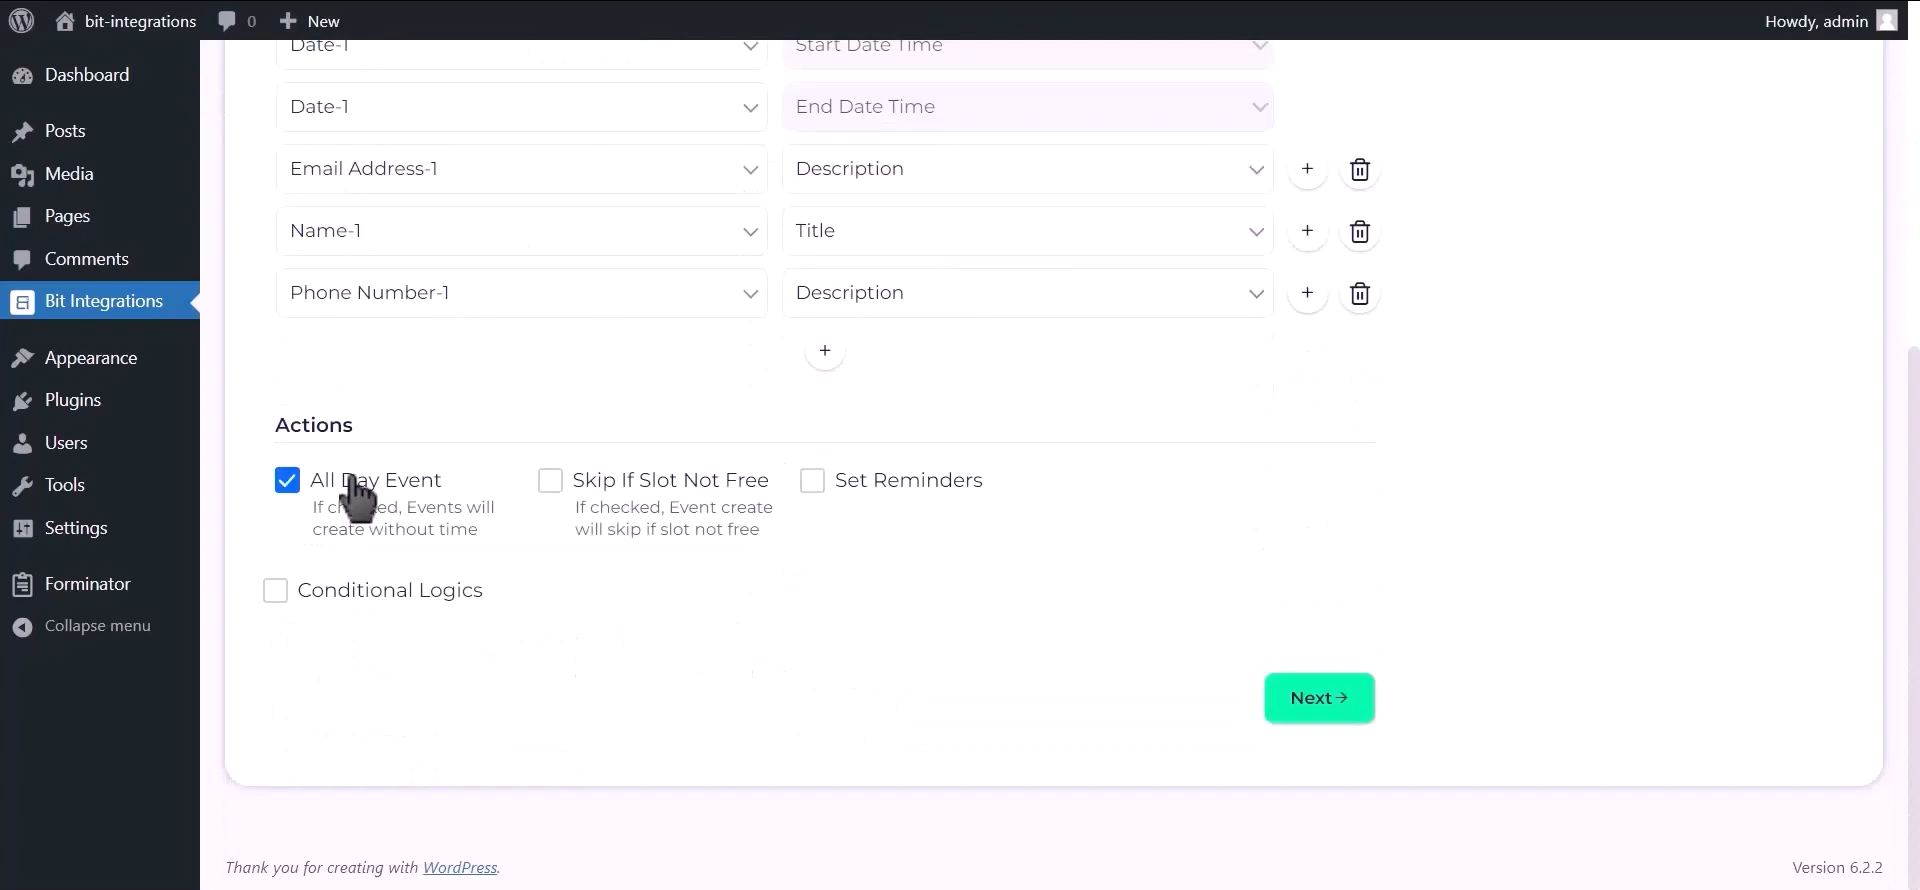 bit-integrations 0 New Howdy, admin
Dashboard
Posts
Media
Pages
Comments
Bit Integrations
Appearance
Plugins
Users
Tools
Settings
Forminator
Collapse menu
Date-1 Start Date Time
Date-1 End Date Time
Email Address-1 Description
Name-1 Title
Phone Number-1 Description
Actions
All Day Event
If checked, Events will
create without time
Skip If Slot Not Free
If checked, Event create
will skip if slot not free
Set Reminders
Conditional Logics
Next→
Thank you for creating with WordPress.
Version 6.2.2